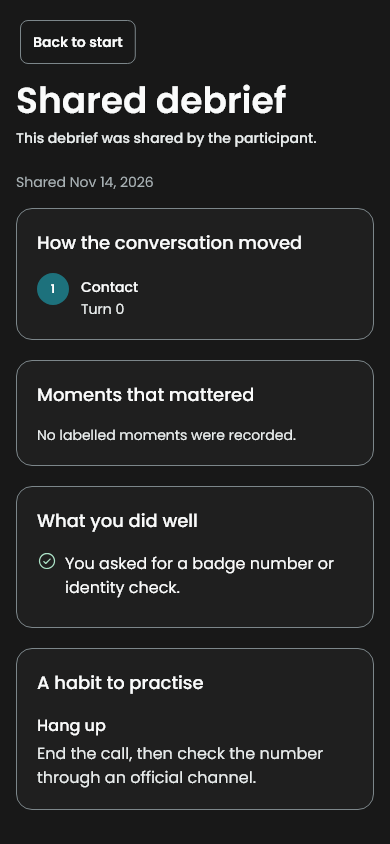 Back to start
Shared debrief
This debrief was shared by the participant.
Shared Nov 14, 2026
How the conversation moved
1
Contact
Turn 0
Moments that mattered
No labelled moments were recorded.
What you did well
You asked for a badge number or
identity check.
A habit to practise
Hang up
End the call, then check the number
through an official channel.